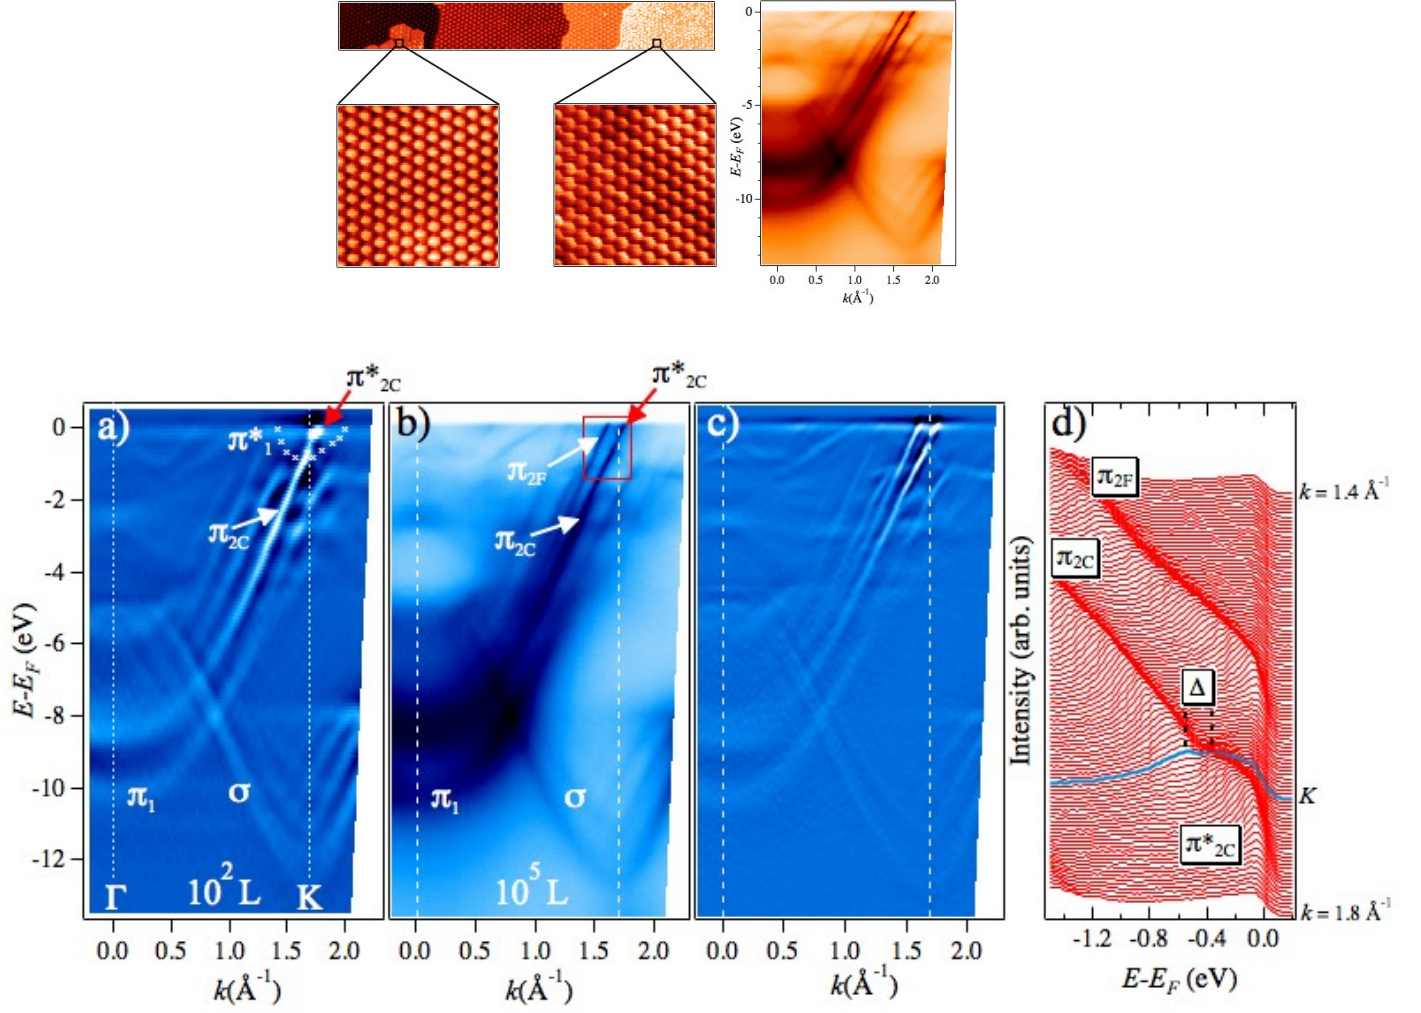 0
-5
-10
E-E_F (eV)
0.0 0.5 1.0 1.5 2.0
k(Å⁻¹)
π*2C π*2C
a) b) c) d)
0
-2
-4
-6
-8
-10
-12
E-E_F (eV)
π*1
π2C
π1
σ
Γ 10² L K
0.0 0.5 1.0 1.5 2.0
k(Å⁻¹)
π2F
π2C
π1
σ
10⁵ L
0.0 0.5 1.0 1.5 2.0
k(Å⁻¹)
0.0 0.5 1.0 1.5 2.0
k(Å⁻¹)
Intensity (arb. units)
π2F
k = 1.4 Å⁻¹
π2C
Δ
K
π*2C
k = 1.8 Å⁻¹
-1.2 -0.8 -0.4 0.0
E-E_F (eV)